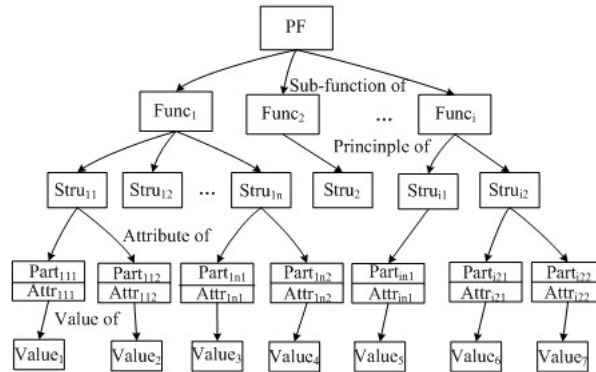 PF
Sub-function of
Func₁ Func₂ ... Funcᵢ
Princinple of
Stru₁₁ Stru₁₂ ... Stru₁ₙ Stru₂ Struᵢ₁ Struᵢ₂
Attribute of
Part₁₁₁ Part₁₁₂ Part₁ₙ₁ Part₁ₙ₂ Partᵢₙ₁ Partᵢ₂₁ Partᵢ₂₂
Attr₁₁₁ Attr₁₁₂ Attr₁ₙ₁ Attr₁ₙ₂ Attrᵢₙ₁ Attrᵢ₂₁ Attrᵢ₂₂
Value of
Value₁ Value₂ Value₃ Value₄ Value₅ Value₆ Value₇